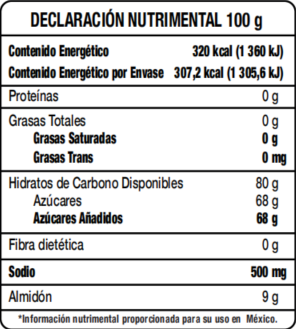 DECLARACIÓN NUTRIMENTAL 100 g
Contenido Energético 320 kcal (1 360 kJ)
Contenido Energético por Envase 307,2 kcal (1 305,6 kJ)
Proteínas 0 g
Grasas Totales 0 g
Grasas Saturadas 0 g
Grasas Trans 0 mg
Hidratos de Carbono Disponibles 80 g
Azúcares 68 g
Azúcares Añadidos 68 g
Fibra dietética 0 g
Sodio 500 mg
Almidón 9 g
*Información nutrimental proporcionada para su uso en México.